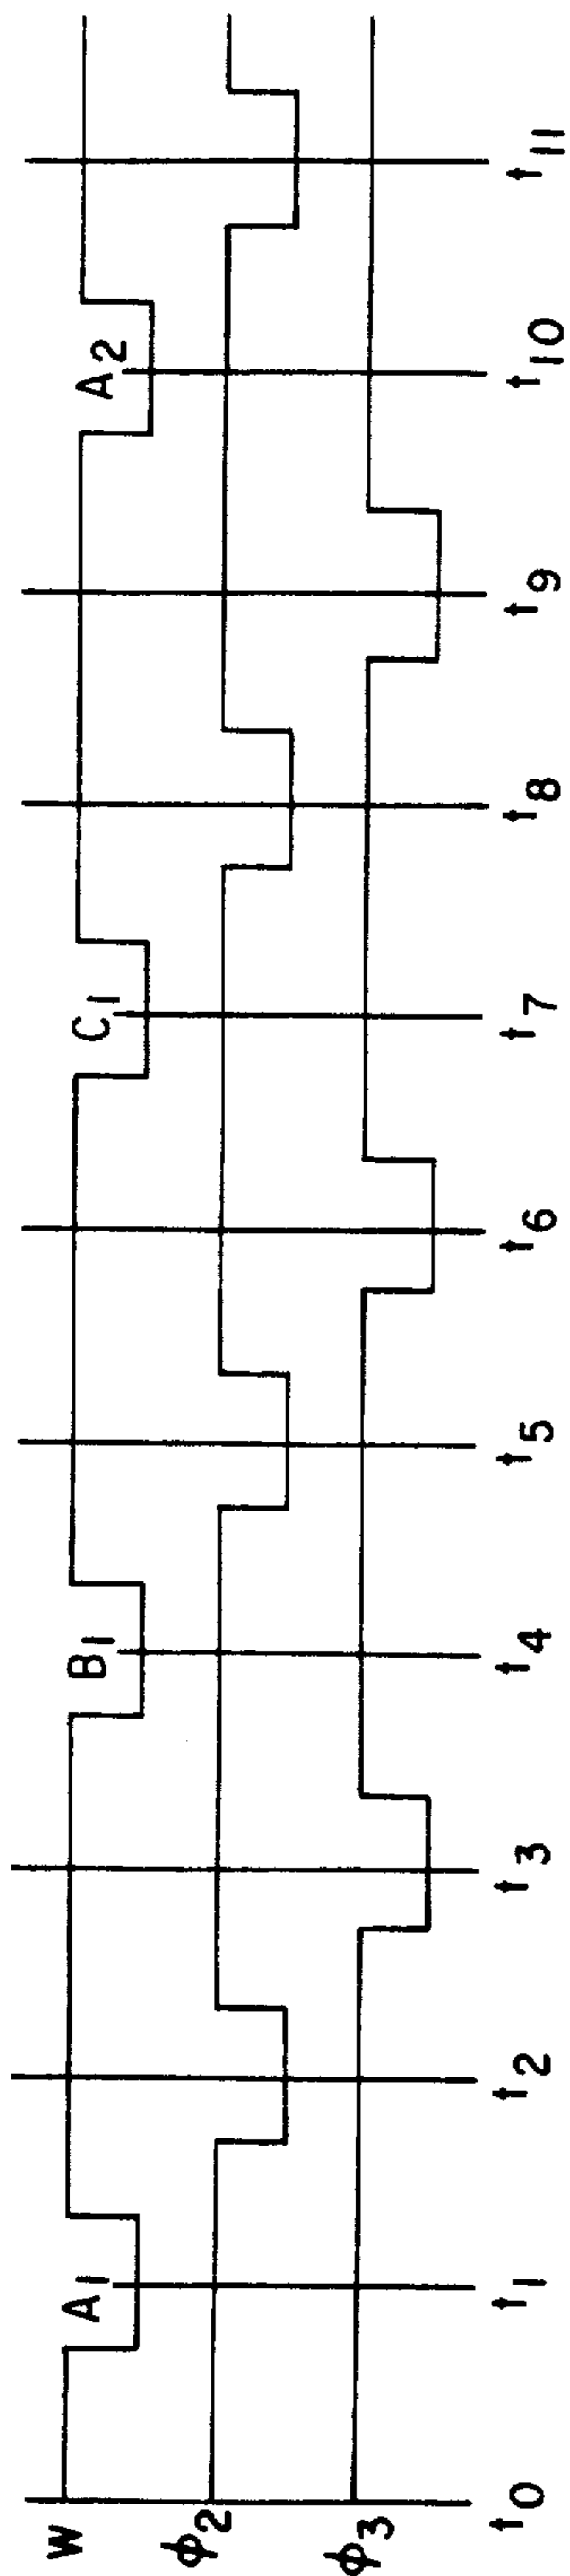 W A₁ B₁ C₁ A₂
ϕ₂
ϕ₃
t₀ t₁ t₂ t₃ t₄ t₅ t₆ t₇ t₈ t₉ t₁₀ t₁₁